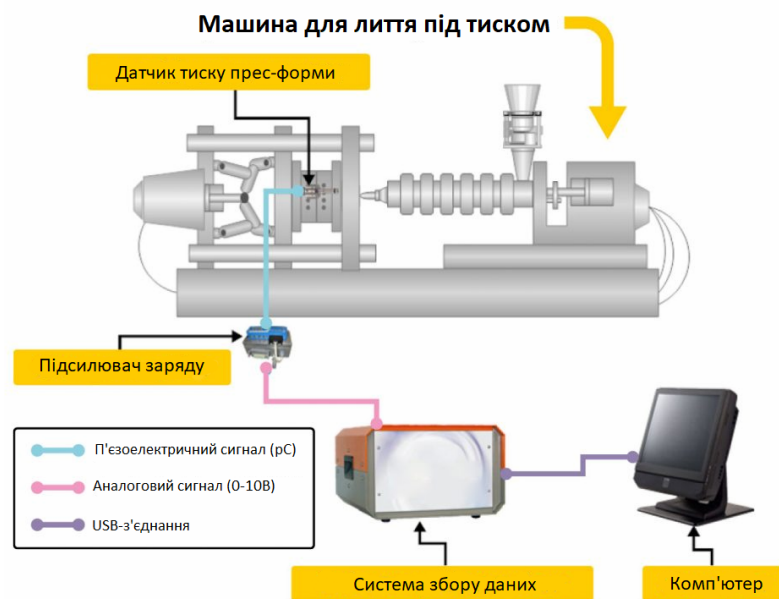 Машина для лиття під тиском
Датчик тиску прес-форми
Підсилювач заряду
П'єзоелектричний сигнал (pC)
Аналоговий сигнал (0-10В)
USB-з'єднання
Система збору даних
Комп'ютер